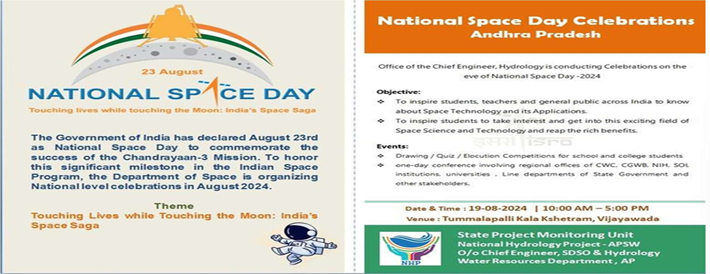 23 August
NATIONAL SPACE DAY
Touching lives while touching the Moon: India's Space Saga
The Government of India has declared August 23rd
as National Space Day to commemorate the
success of the Chandrayaan-3 Mission. To honor
this significant milestone in the Indian Space
Program, the Department of Space is organizing
National level celebrations in August 2024.
Theme
Touching Lives while Touching the Moon: India's
Space Saga
National Space Day Celebrations
Andhra Pradesh
Office of the Chief Engineer, Hydrology is conducting Celebrations on the
eve of National Space Day -2024
Objective:
To inspire students, teachers and general public across India to know
about Space Technology and its Applications.
To inspire students to take interest and get into this exciting field of
Space Science and Technology and reap the rich benefits.
इसरो isro
Events:
Drawing / Quiz / Elocution Competitions for school and college students
one-day conference involving regional offices of CWC, CGWB, NIH, SOI,
institutions, universities , Line departments of State Government and
other stakeholders.
Date & Time : 19-08-2024 | 10:00 AM – 5:00 PM
Venue : Tummalapalli Kala Kshetram, Vijayawada
NHP
State Project Monitoring Unit
National Hydrology Project - APSW
O/o Chief Engineer, SDSO & Hydrology
Water Resources Department , AP